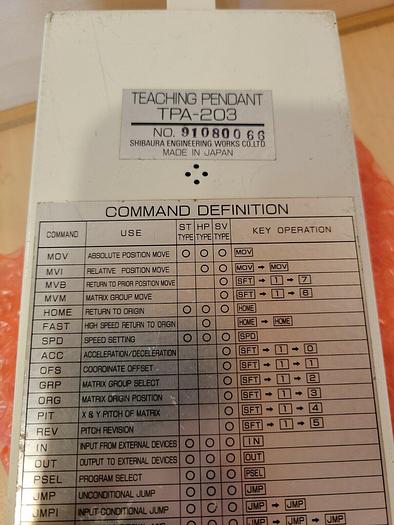 TEACHING PENDANT
TPA-203
NO. 91080066
SHIBAURA ENGINEERING WORKS CO.,LTD
MADE IN JAPAN
COMMAND DEFINITION
COMMAND USE ST TYPE HP TYPE SV TYPE KEY OPERATION
MOV ABSOLUTE POSITION MOVE ○ ○ ○ MOV
MVI RELATIVE POSITION MOVE ○ ○ MOV → MOV
MVB RETURN TO PRIOR POSITION MOVE ○ SFT → 1 → 7
MVM MATRIX GROUP MOVE ○ SFT → 1 → 6
HOME RETURN TO ORIGIN ○ ○ ○ HOME
FAST HIGH SPEED RETURN TO ORIGIN ○ HOME → HOME
SPD SPEED SETTING ○ ○ ○ SPD
ACC ACCELERATION/DECELERATION ○ SFT → 1 → 0
OFS COORDINATE OFFSET ○ SFT → 1 → 1
GRP MATRIX GROUP SELECT ○ SFT → 1 → 2
ORG MATRIX ORIGIN POSITION ○ SFT → 1 → 3
PIT X & Y PITCH OF MATRIX ○ SFT → 1 → 4
REV PITCH REVISION ○ SFT → 1 → 5
IN INPUT FROM EXTERNAL DEVICES ○ ○ ○ IN
OUT OUTPUT TO EXTERNAL DEVICES ○ ○ ○ OUT
PSEL PROGRAM SELECT ○ ○ ○ PSEL
JMP UNCONDITIONAL JUMP ○ ○ ○ JMP
JMPI INPUT CONDITIONAL JUMP ○ ○ ○ JMP → JMP
JMP → JMP → JMP